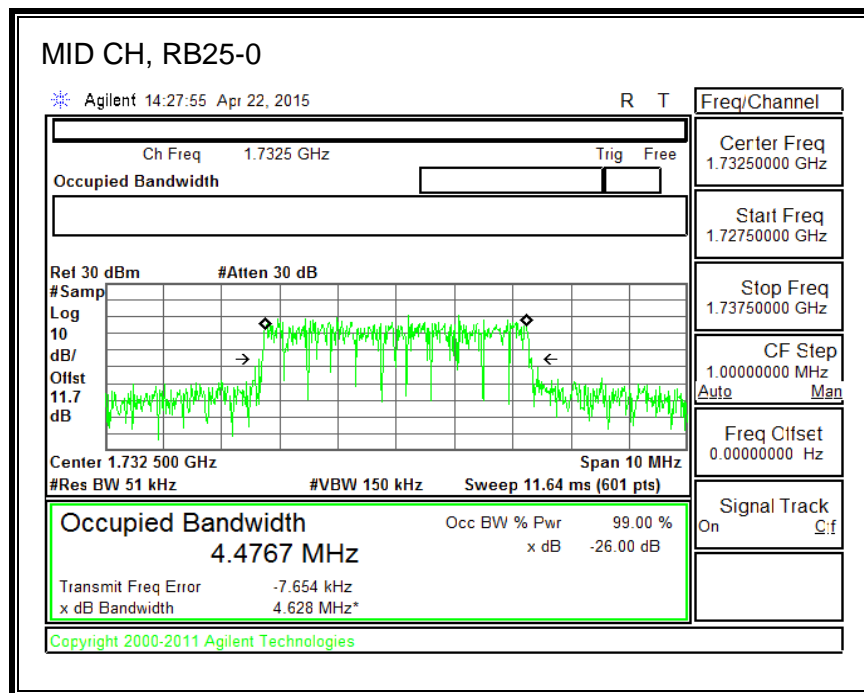 MID CH, RB25-0
Agilent 14:27:55 Apr 22, 2015 R T
Freq/Channel
Ch Freq 1.7325 GHz Trig Free
Occupied Bandwidth
Center Freq
1.73250000 GHz
Start Freq
1.72750000 GHz
Stop Freq
1.73750000 GHz
CF Step
1.00000000 MHz
Auto Man
Freq Offset
0.00000000 Hz
Signal Track
On Off
Ref 30 dBm #Atten 30 dB
#Samp
Log
10
dB/
Offst
11.7
dB
Center 1.732 500 GHz Span 10 MHz
#Res BW 51 kHz #VBW 150 kHz Sweep 11.64 ms (601 pts)
Occupied Bandwidth
4.4767 MHz
Occ BW % Pwr 99.00 %
x dB -26.00 dB
Transmit Freq Error -7.654 kHz
x dB Bandwidth 4.628 MHz*
Copyright 2000-2011 Agilent Technologies